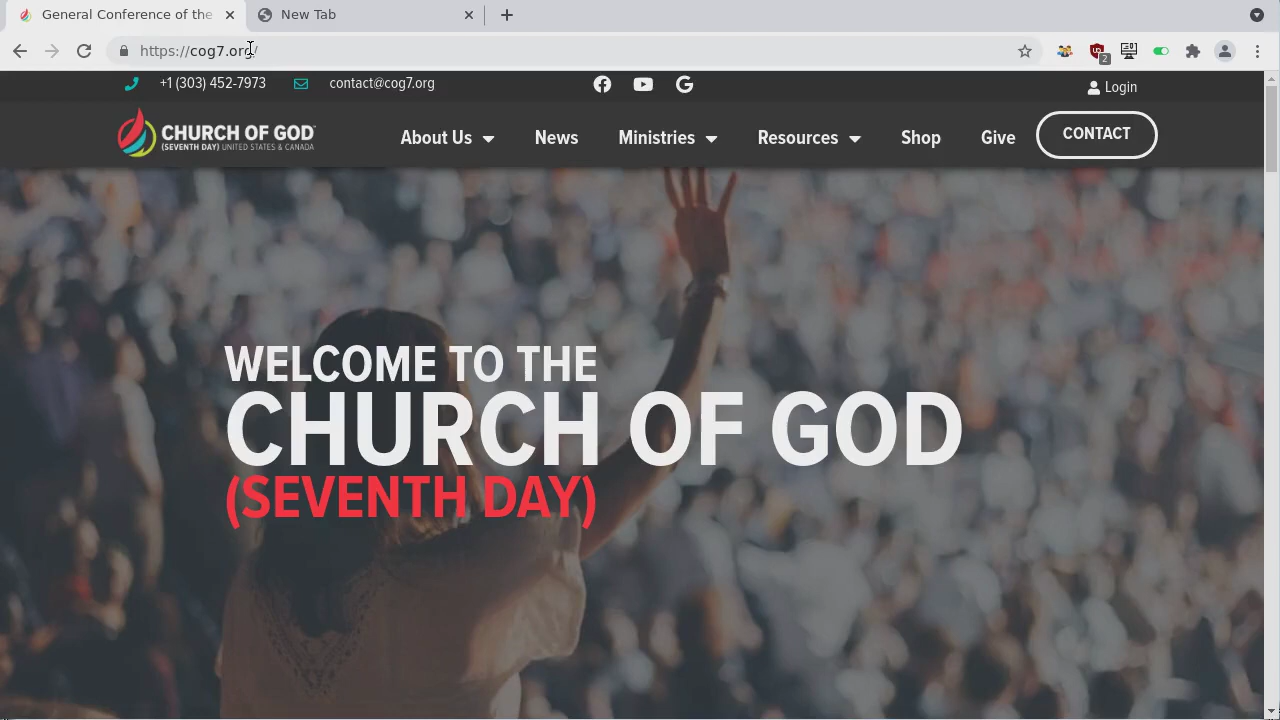 General Conference of the
New Tab
https://cog7.org/
2
+1 (303) 452-7973
contact@cog7.org
Login
CHURCH OF GOD
(SEVENTH DAY) UNITED STATES & CANADA
About Us
News
Ministries
Resources
Shop
Give
CONTACT
WELCOME TO THE
CHURCH OF GOD
(SEVENTH DAY)